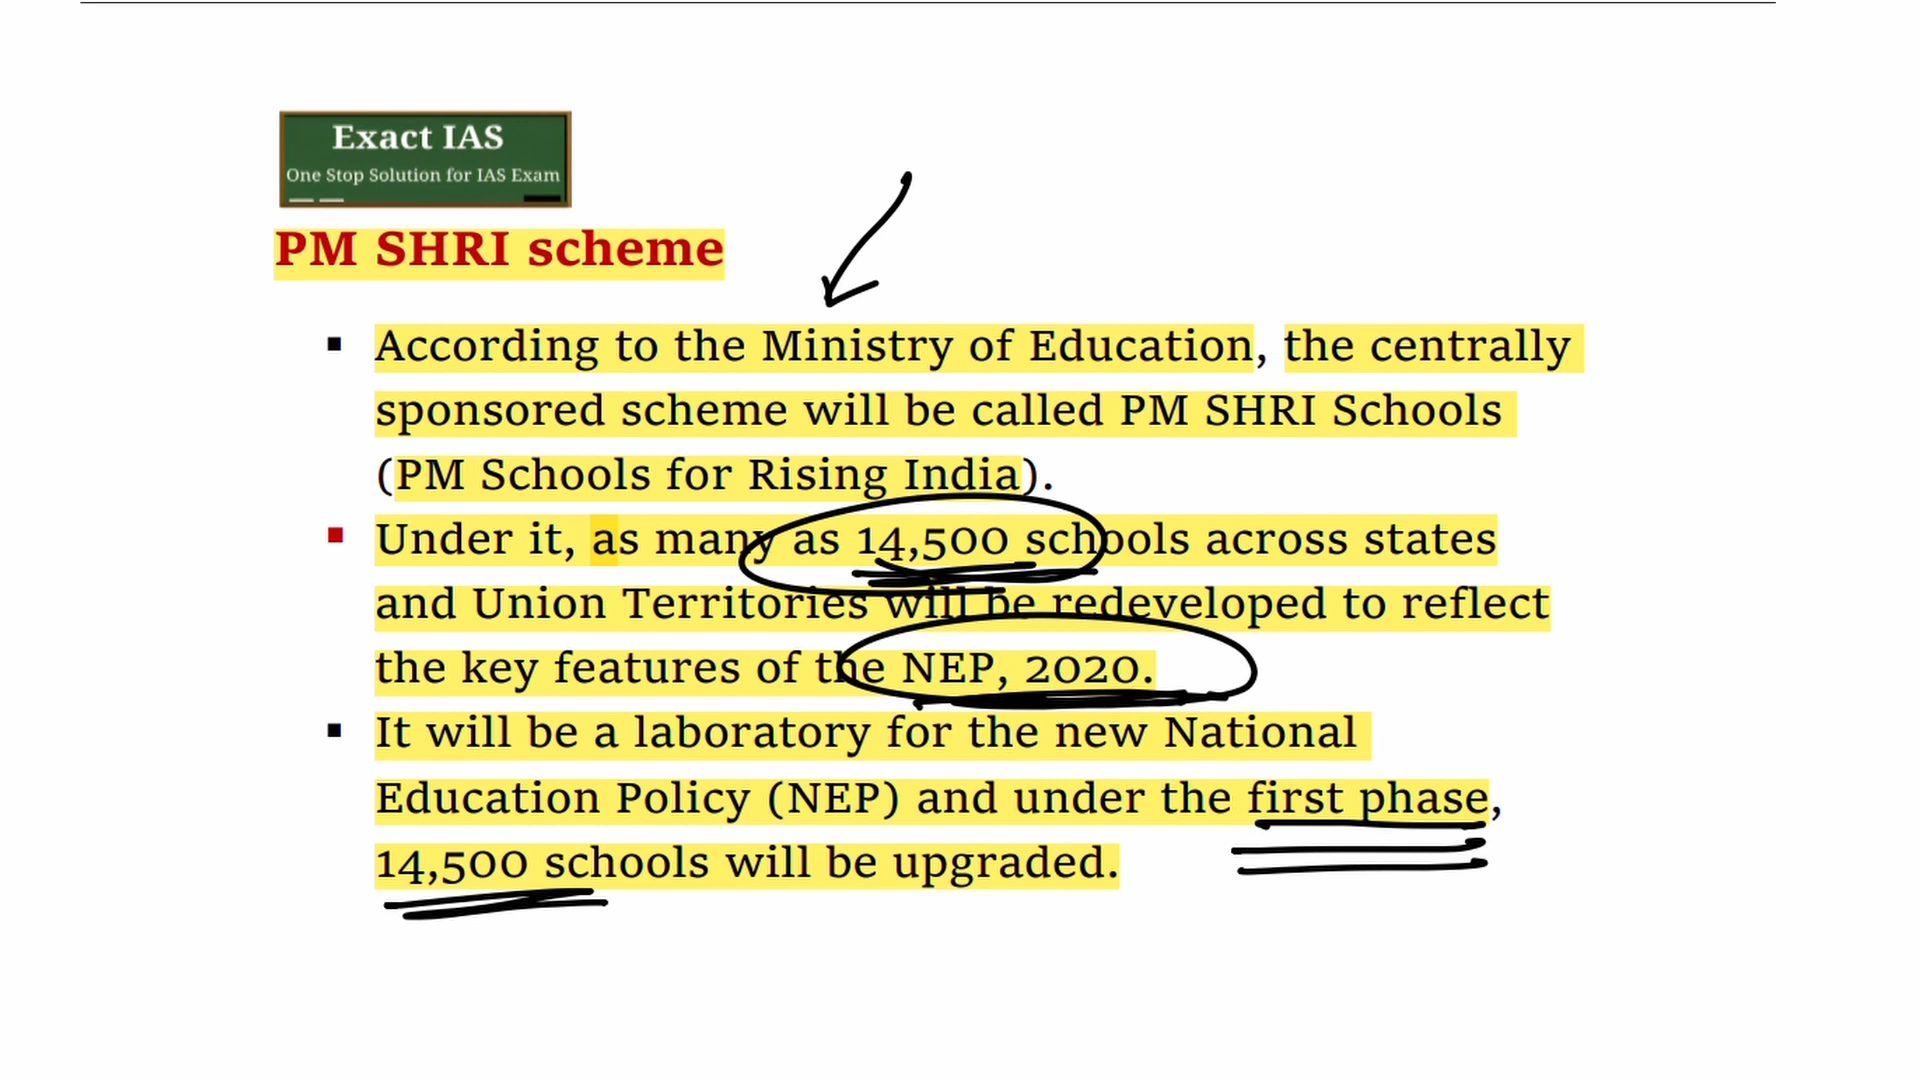 Exact IAS
One Stop Solution for IAS Exam
PM SHRI scheme
▪ According to the Ministry of Education, the centrally
sponsored scheme will be called PM SHRI Schools
(PM Schools for Rising India).
▪ Under it, as many as 14,500 schools across states
and Union Territories will be redeveloped to reflect
the key features of the NEP, 2020.
▪ It will be a laboratory for the new National
Education Policy (NEP) and under the first phase,
14,500 schools will be upgraded.